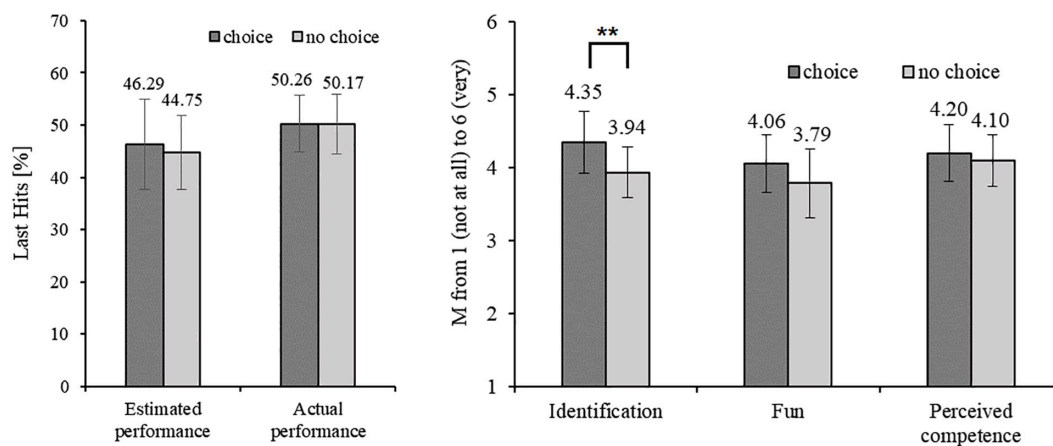 Last Hits [%]
70
60
50
40
30
20
10
0
choice no choice
46.29
44.75
50.26 50.17
Estimated
performance
Actual
performance
M from 1 (not at all) to 6 (very)
6
5
4
3
2
1
**
choice no choice
4.35
3.94
4.06
3.79
4.20
4.10
Identification
Fun
Perceived
competence